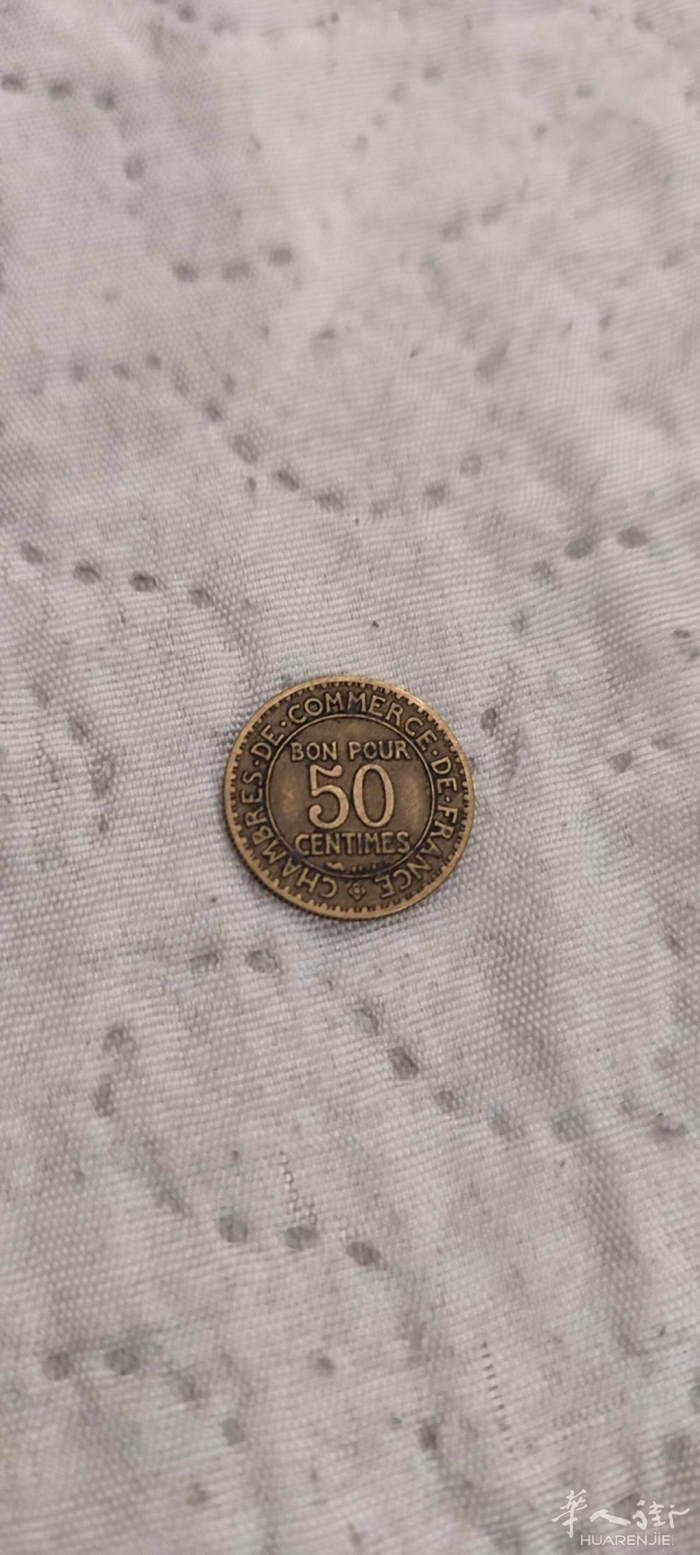 CHAMBRES·DE·COMMERCE·DE·FRANCE
BON POUR
50
CENTIMES
華人街
HUARENJIE